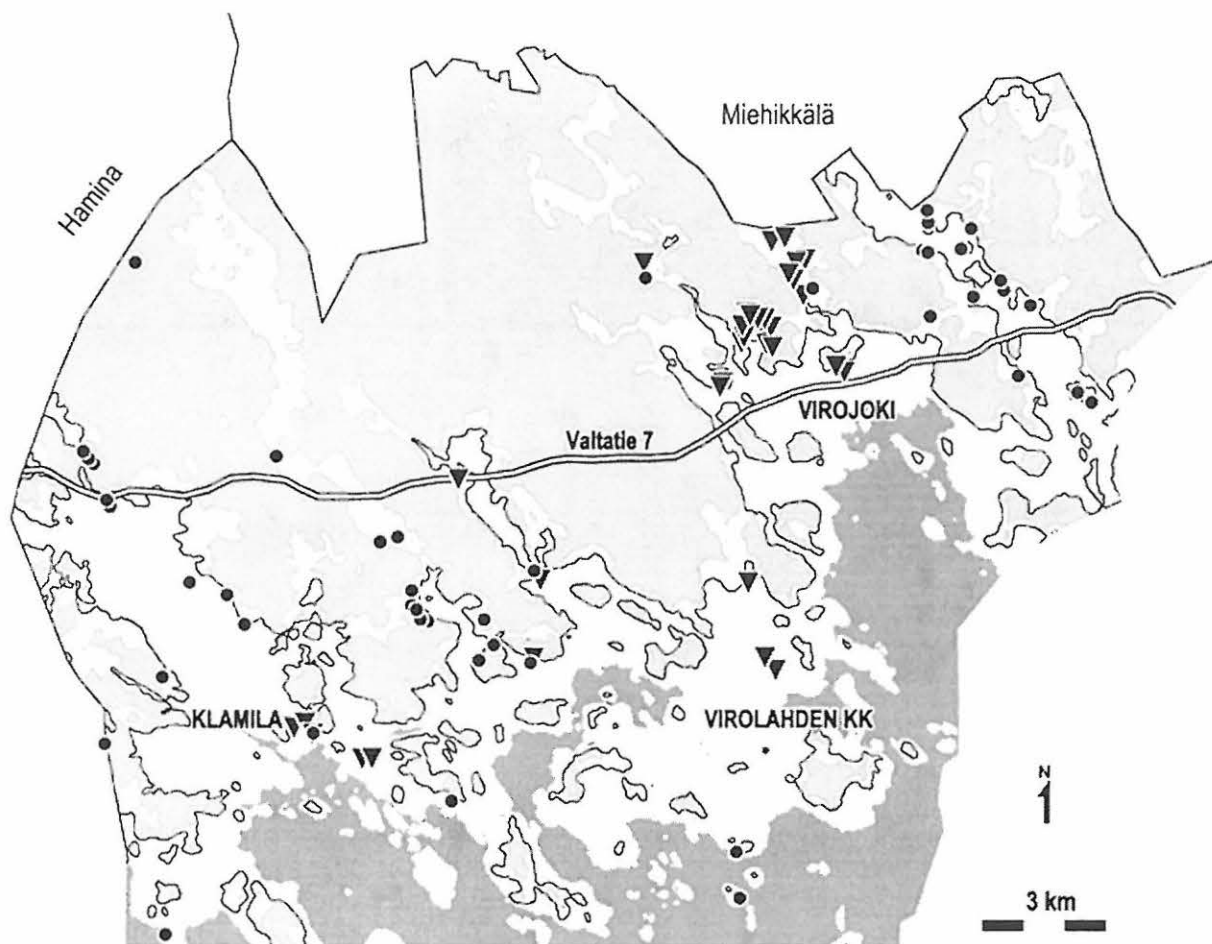 Miehikkälä
Hamina
VIROJOKI
Valtatie 7
KLAMILA
VIROLAHDEN KK
N
3 km